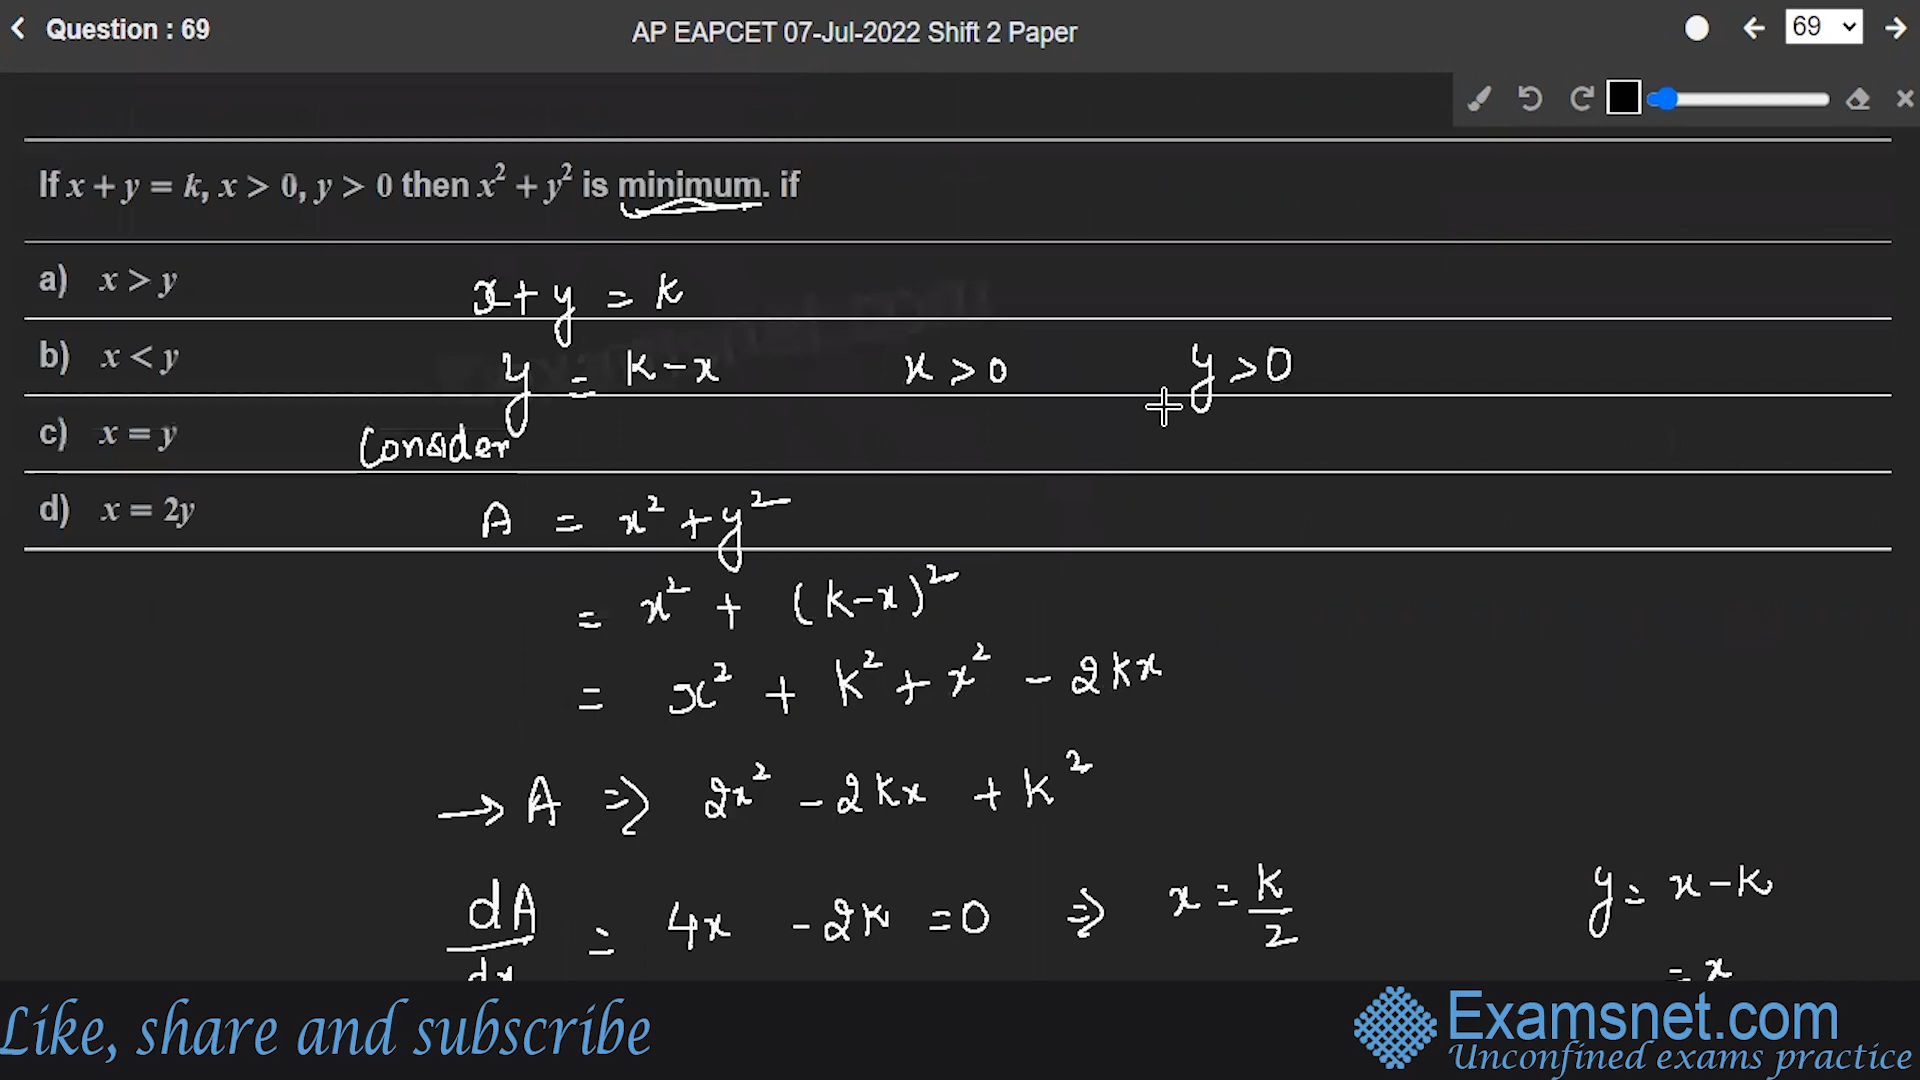 Question : 69
AP EAPCET 07-Jul-2022 Shift 2 Paper
69
If x + y = k, x > 0, y > 0 then x² + y² is minimum. if
a) x > y
x + y = k
b) x < y
y = k - x
x > 0
y > 0
c) x = y
Consider
d) x = 2y
A = x² + y²
= x² + (k-x)²
= x² + k² + x² - 2kx
→ A ⇒ 2x² - 2kx + k²
dA/dx = 4x - 2k = 0 ⇒ x = k/2
y = x - k
= x
Like, share and subscribe
Examsnet.com
Unconfined exams practice